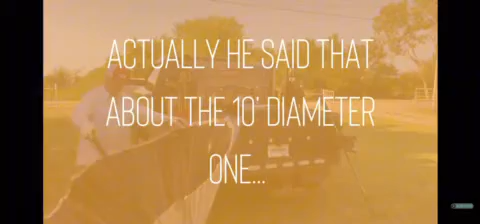 ACTUALLY HE SAID THAT
ABOUT THE 10' DIAMETER
ONE...